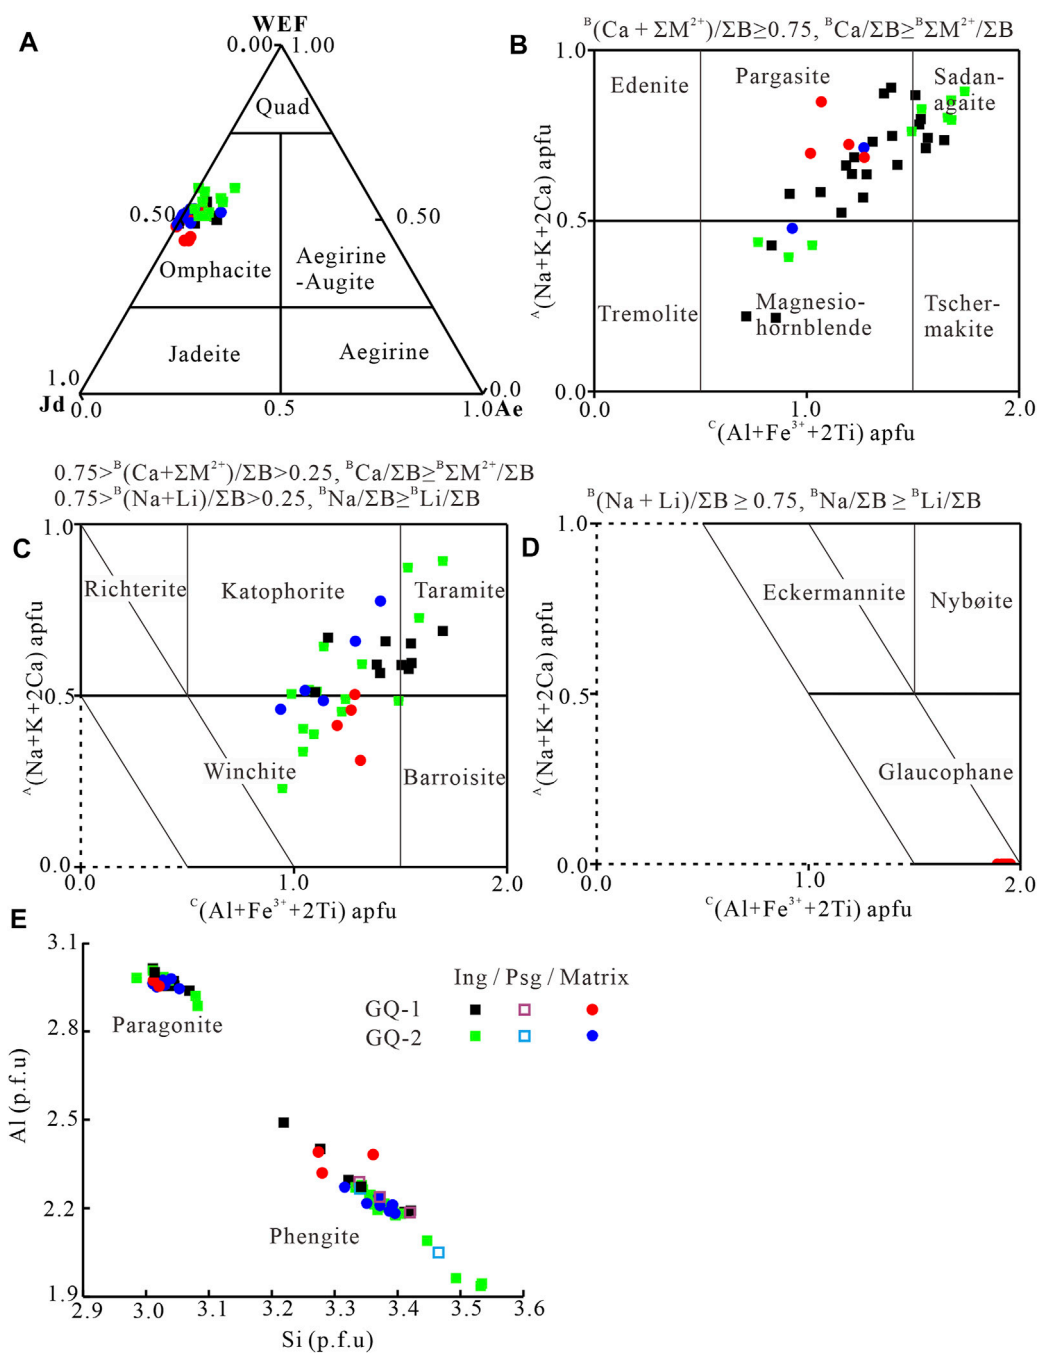 A
WEF
0.00 1.00
Quad
0.50
0.50
Omphacite
Aegirine
-Augite
Jadeite
Aegirine
1.0
0.0
Jd 0.0
0.5
1.0 Ae
B
ᴮ(Ca + ΣM²⁺)/ΣB≥0.75, ᴮCa/ΣB≥ᴮΣM²⁺/ΣB
1.0
Edenite
Pargasite
Sadan-
agaite
ᴬ(Na+K+2Ca) apfu
0.5
Tremolite
Magnesio-
hornblende
Tscher-
makite
0.0
0.0
1.0
2.0
ᶜ(Al+Fe³⁺+2Ti) apfu
0.75>ᴮ(Ca+ΣM²⁺)/ΣB>0.25, ᴮCa/ΣB≥ᴮΣM²⁺/ΣB
0.75>ᴮ(Na+Li)/ΣB>0.25, ᴮNa/ΣB≥ᴮLi/ΣB
C
1.0
Richterite
Katophorite
Taramite
ᴬ(Na+K+2Ca) apfu
0.5
Winchite
Barroisite
0.0
0.0
1.0
2.0
ᶜ(Al+Fe³⁺+2Ti) apfu
ᴮ(Na + Li)/ΣB ≥ 0.75, ᴮNa/ΣB ≥ ᴮLi/ΣB
D
1.0
Eckermannite
Nybøite
ᴬ(Na+K+2Ca) apfu
0.5
Glaucophane
0.0
0.0
1.0
2.0
ᶜ(Al+Fe³⁺+2Ti) apfu
E
3.1
Ing / Psg / Matrix
GQ-1
GQ-2
Paragonite
2.8
Al (p.f.u)
2.5
2.2
Phengite
1.9
2.9
3.0
3.1
3.2
3.3
3.4
3.5
3.6
Si (p.f.u)